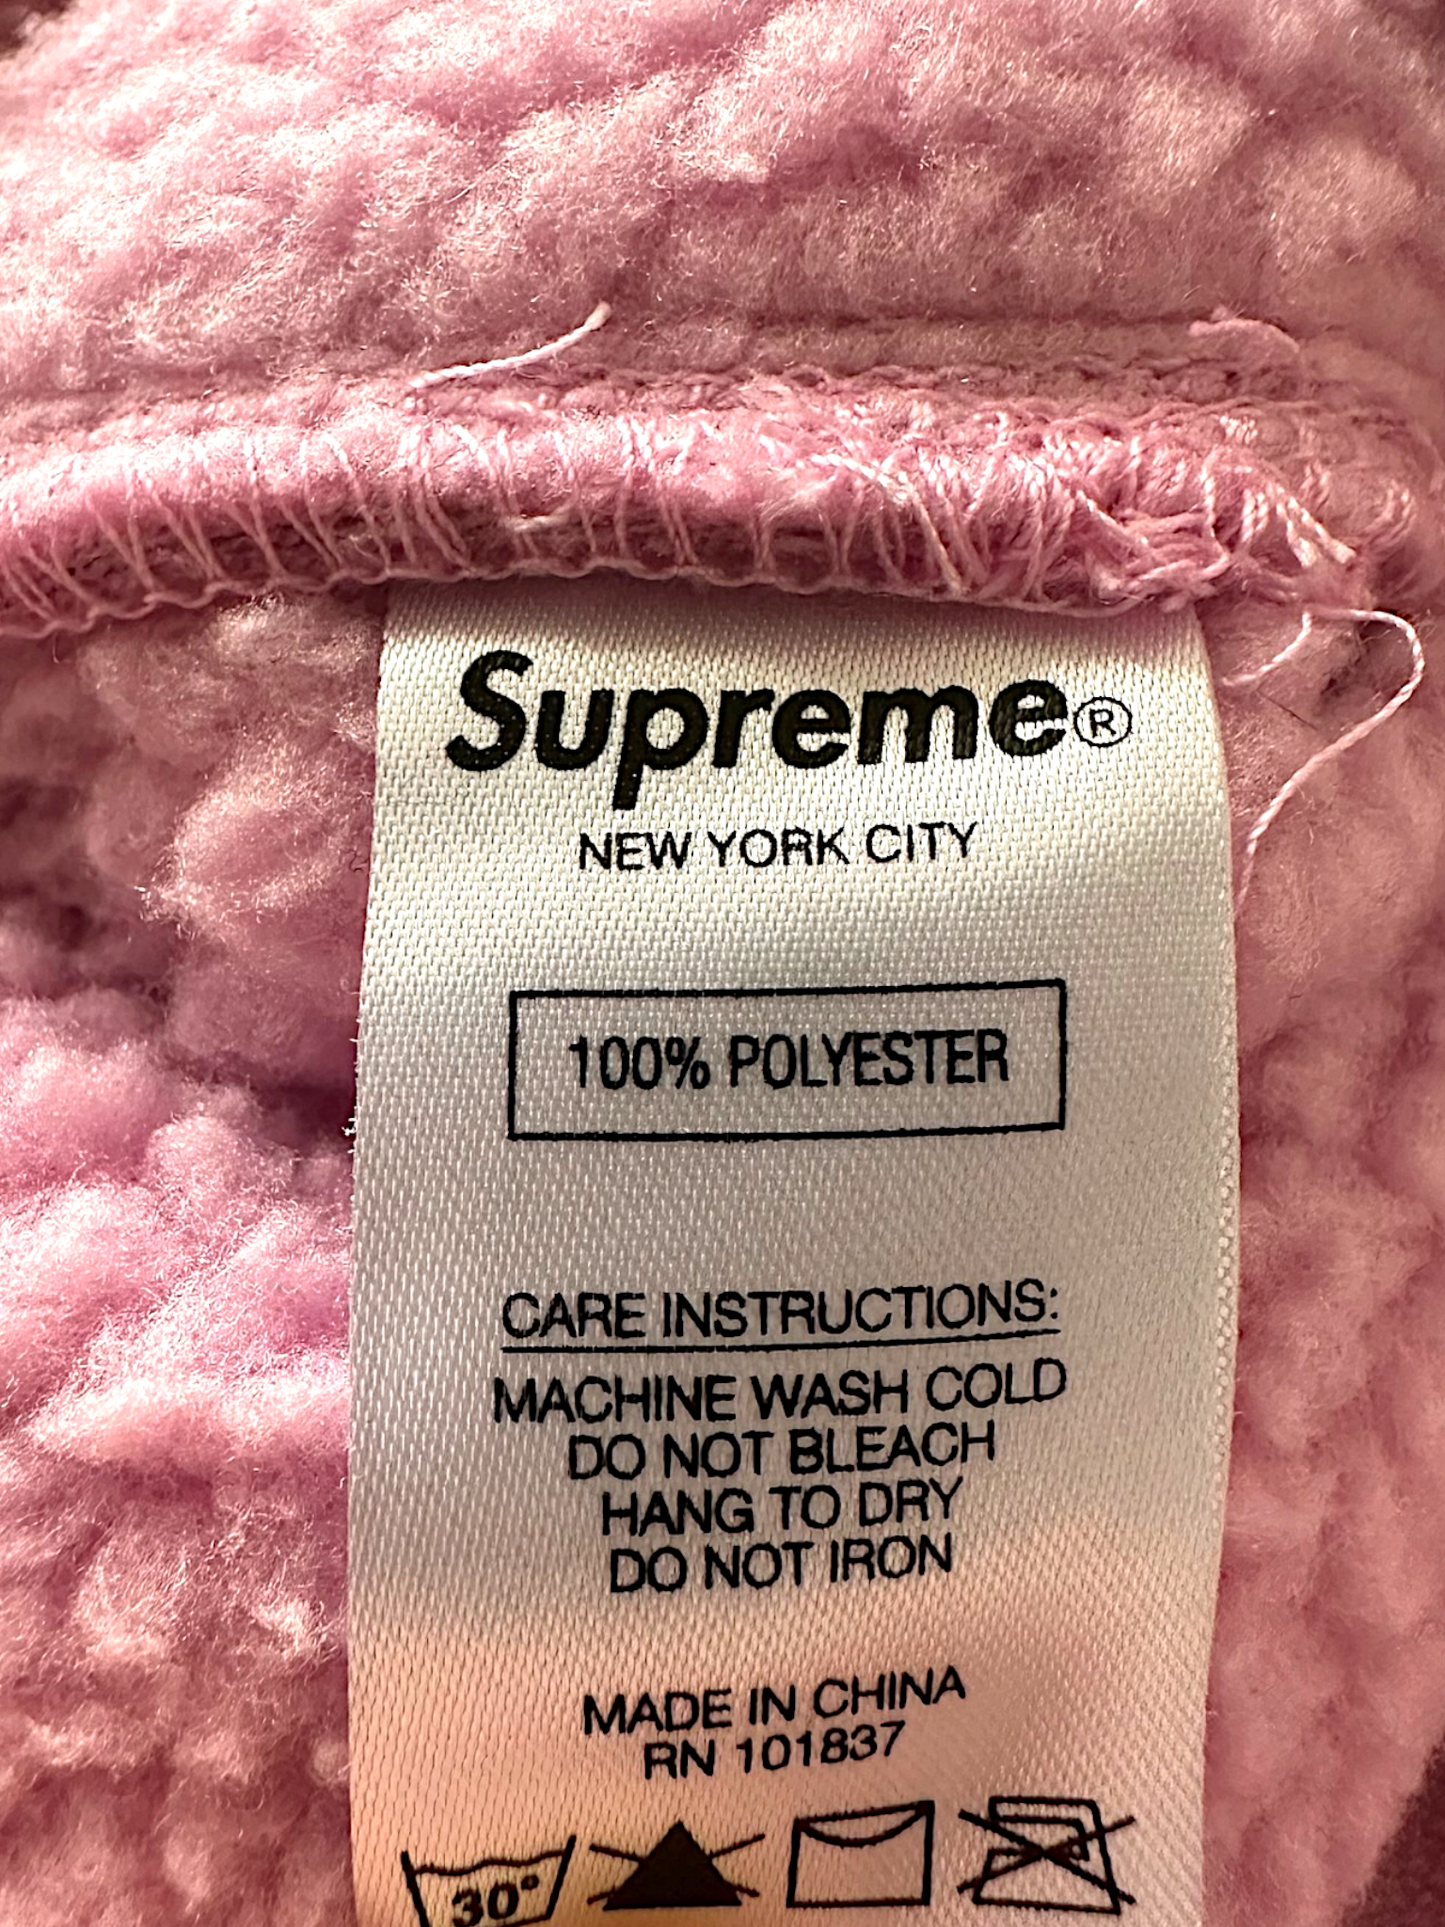 Supreme®
NEW YORK CITY
100% POLYESTER
CARE INSTRUCTIONS:
MACHINE WASH COLD
DO NOT BLEACH
HANG TO DRY
DO NOT IRON
MADE IN CHINA
RN 101837
30°